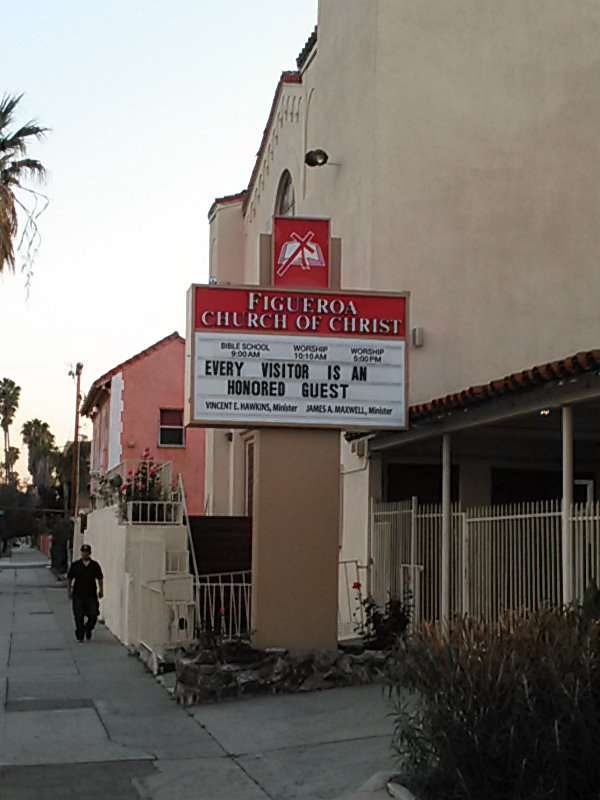 FIGUEROA
CHURCH OF CHRIST
BIBLE SCHOOL WORSHIP WORSHIP
9:00 AM 10:10 AM 5:00 PM
EVERY VISITOR IS AN
HONORED GUEST
VINCENT E. HAWKINS, Minister JAMES A. MAXWELL, Minister